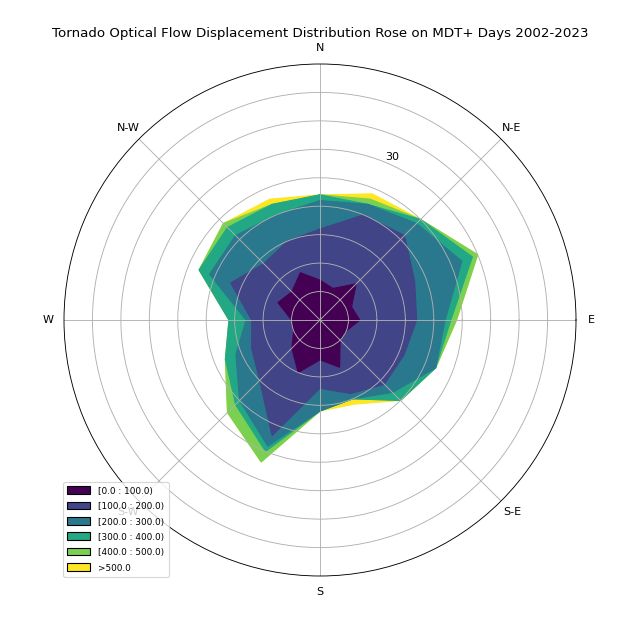 Tornado Optical Flow Displacement Distribution Rose on MDT+ Days 2002-2023
N
N-W
N-E
30
W
E
[0.0 : 100.0)
[100.0 : 200.0)
[200.0 : 300.0)
[300.0 : 400.0)
[400.0 : 500.0)
>500.0
S-W
S-E
S